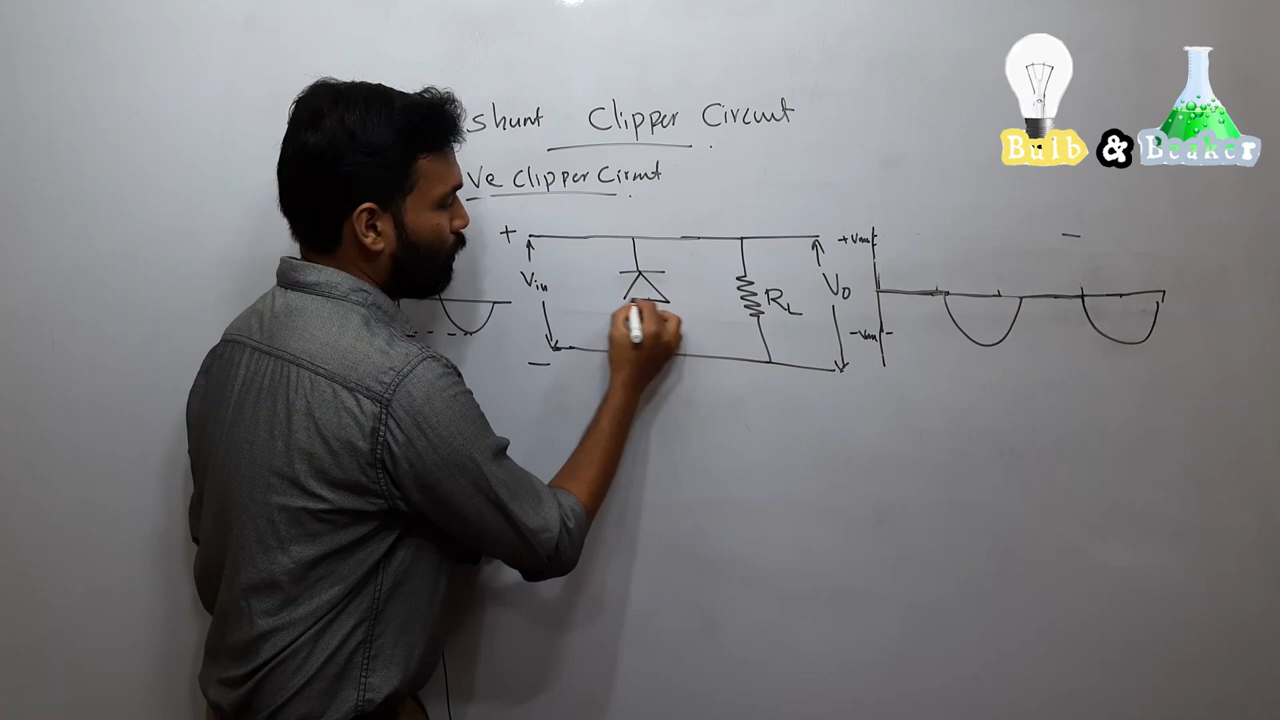 shunt Clipper Circuit
Ve Clipper Circuit
+
Vin
RL
Vo
-
+Vm
-Vm
Bulb & Beaker